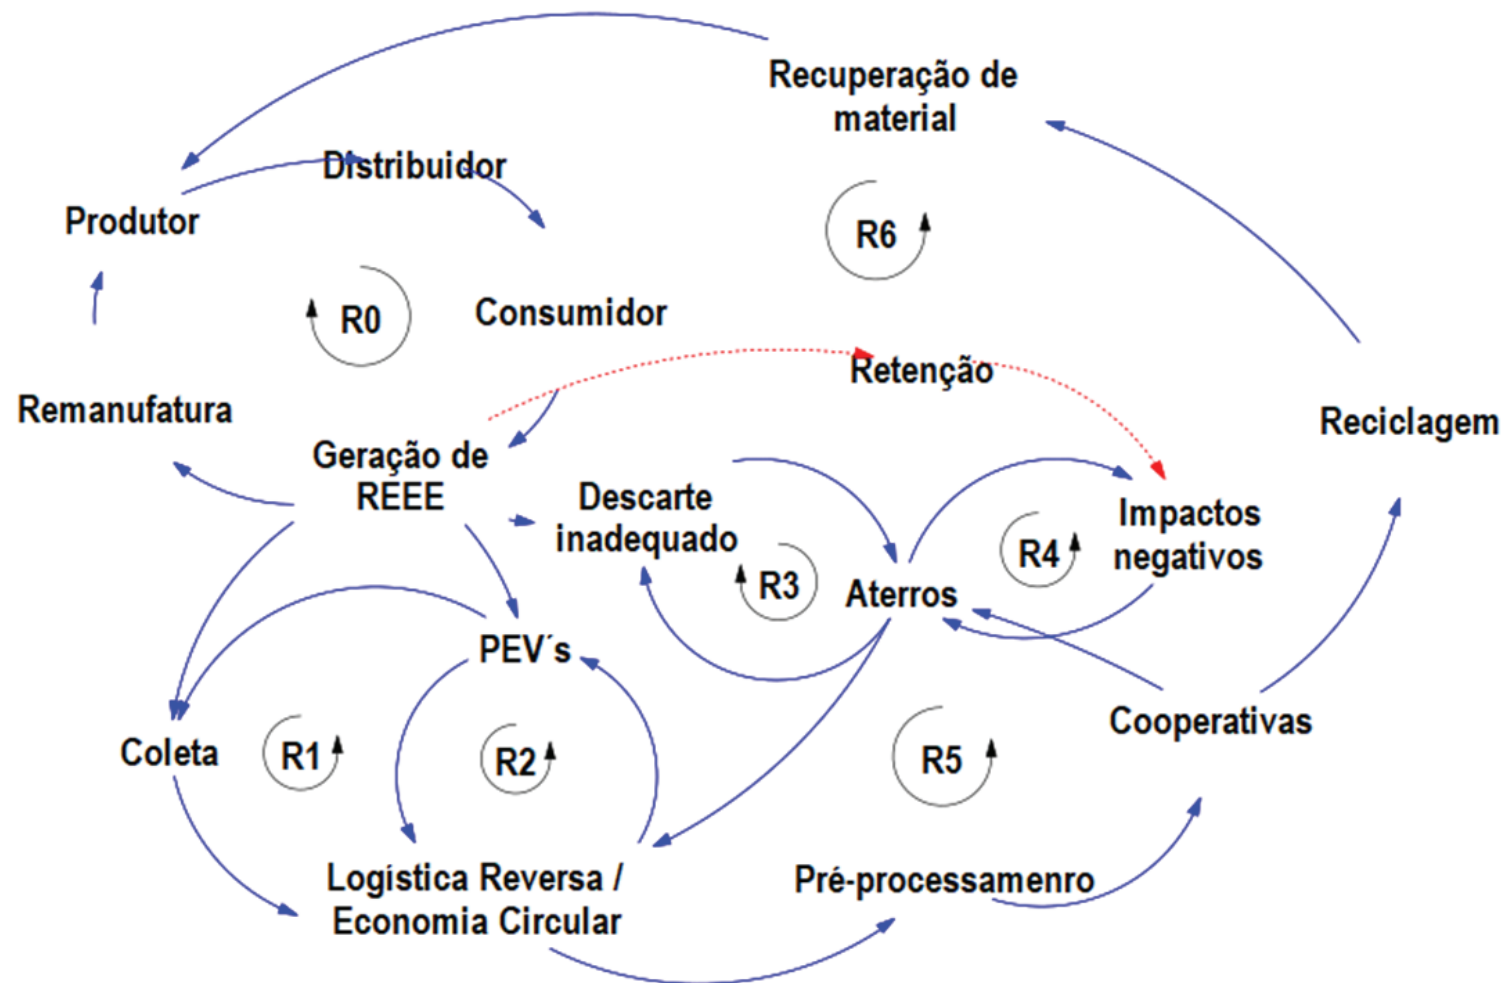 Recuperação de
material
Distribuidor
Produtor
R6
R0
Consumidor
Retenção
Remanufatura
Reciclagem
Geração de
REEE
Descarte
inadequado
Impactos
negativos
R4
R3
Aterros
PEV´s
Cooperativas
Coleta
R1
R2
R5
Logística Reversa /
Economia Circular
Pré-processamenro